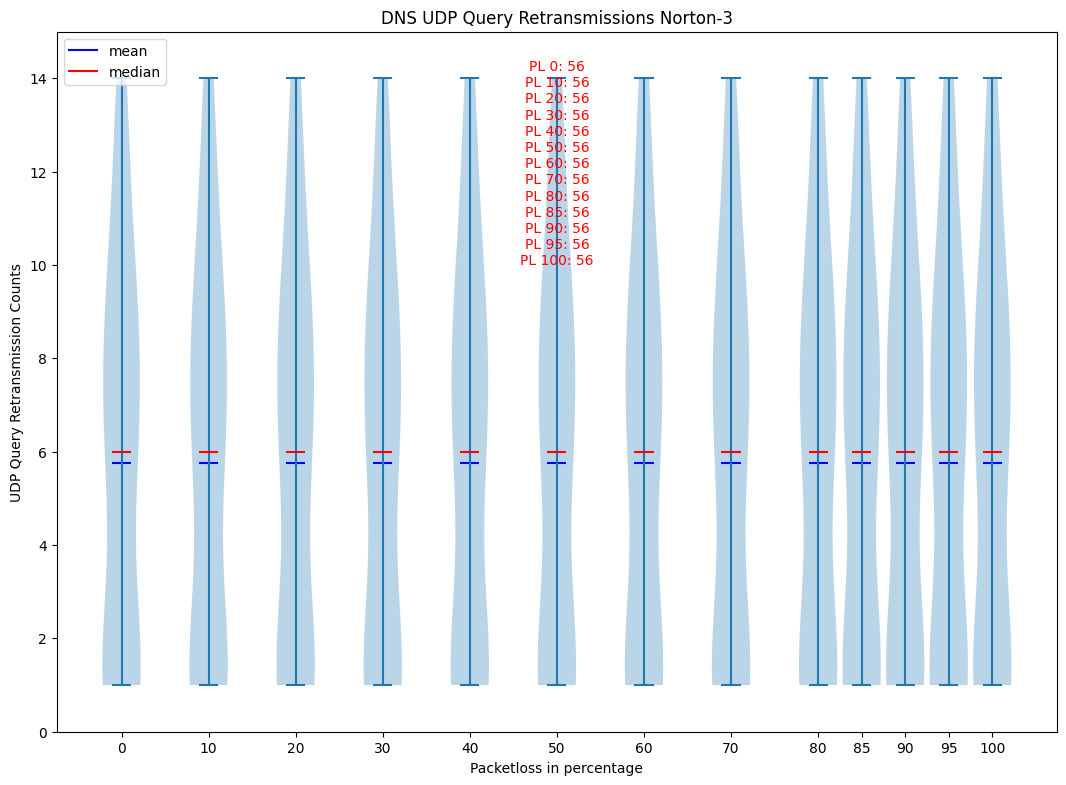 DNS UDP Query Retransmissions Norton-3
mean
median
PL 0: 56
PL 10: 56
PL 20: 56
PL 30: 56
PL 40: 56
PL 50: 56
PL 60: 56
PL 70: 56
PL 80: 56
PL 85: 56
PL 90: 56
PL 95: 56
PL 100: 56
UDP Query Retransmission Counts
14
12
10
8
6
4
2
0
0 10 20 30 40 50 60 70 80 85 90 95 100
Packetloss in percentage